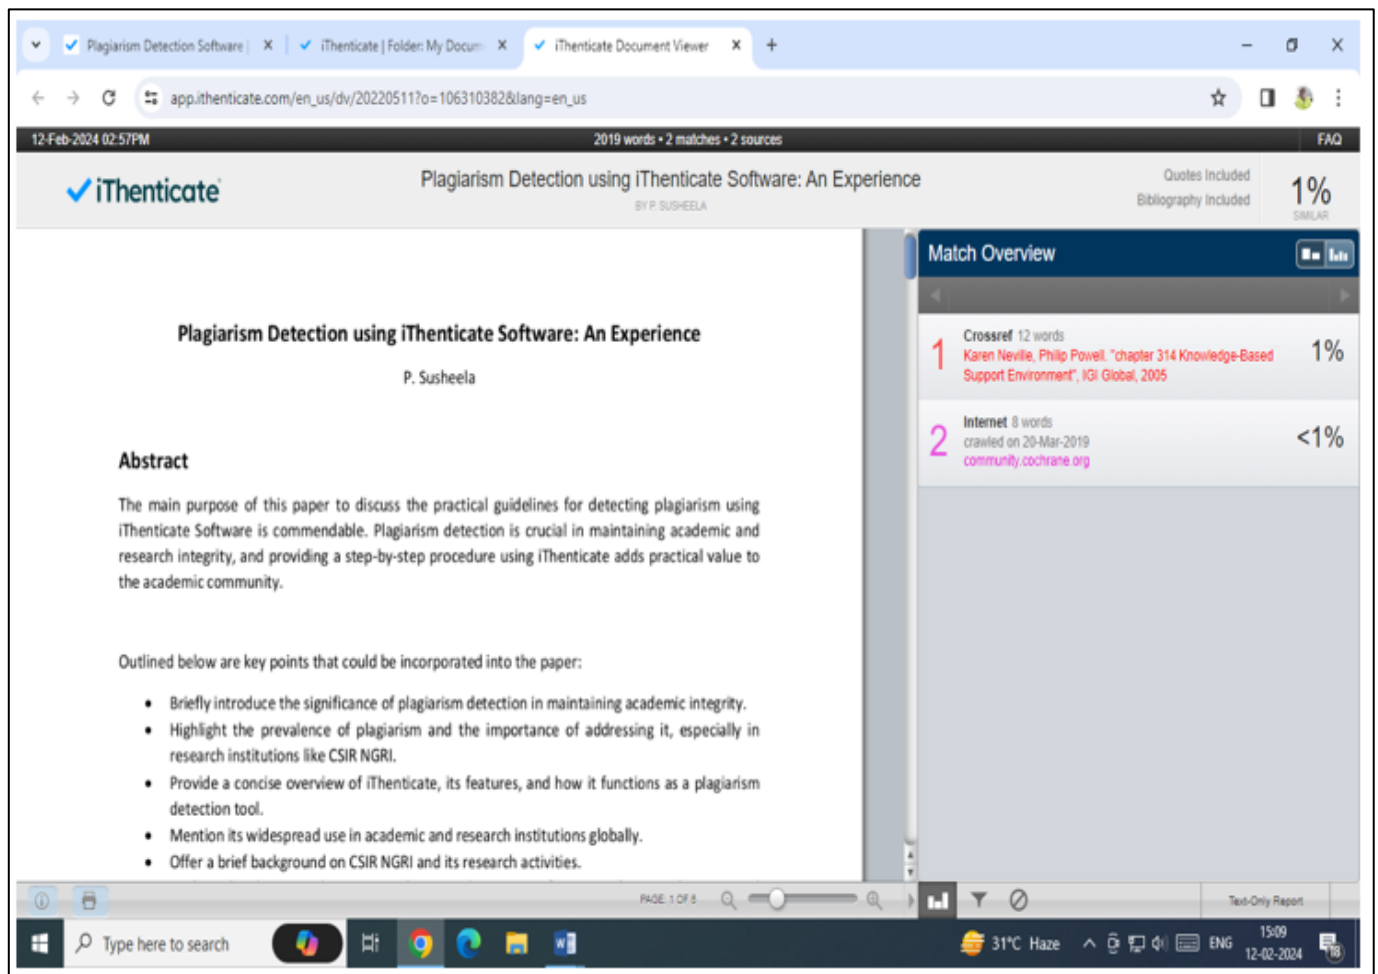 Plagiarism Detection Software |
iThenticate | Folder: My Docum
iThenticate Document Viewer
app.ithenticate.com/en_us/dv/20220511?o=106310382&lang=en_us
12-Feb-2024 02:57PM
2019 words • 2 matches • 2 sources
FAQ
iThenticate
Plagiarism Detection using iThenticate Software: An Experience
BY P. SUSHEELA
Quotes Included
Bibliography Included
1%
SIMILAR
Plagiarism Detection using iThenticate Software: An Experience
P. Susheela
Abstract
The main purpose of this paper to discuss the practical guidelines for detecting plagiarism using
iThenticate Software is commendable. Plagiarism detection is crucial in maintaining academic and
research integrity, and providing a step-by-step procedure using iThenticate adds practical value to
the academic community.
Outlined below are key points that could be incorporated into the paper:
• Briefly introduce the significance of plagiarism detection in maintaining academic integrity.
• Highlight the prevalence of plagiarism and the importance of addressing it, especially in
research institutions like CSIR NGRI.
• Provide a concise overview of iThenticate, its features, and how it functions as a plagiarism
detection tool.
• Mention its widespread use in academic and research institutions globally.
• Offer a brief background on CSIR NGRI and its research activities.
Match Overview
1
Crossref 12 words
Karen Neville, Philip Powell. "chapter 314 Knowledge-Based
Support Environment", IGI Global, 2005
1%
2
Internet 8 words
crawled on 20-Mar-2019
community.cochrane.org
<1%
PAGE: 1 OF 8
Text-Only Report
Type here to search
31°C Haze
ENG
15:09
12-02-2024
18